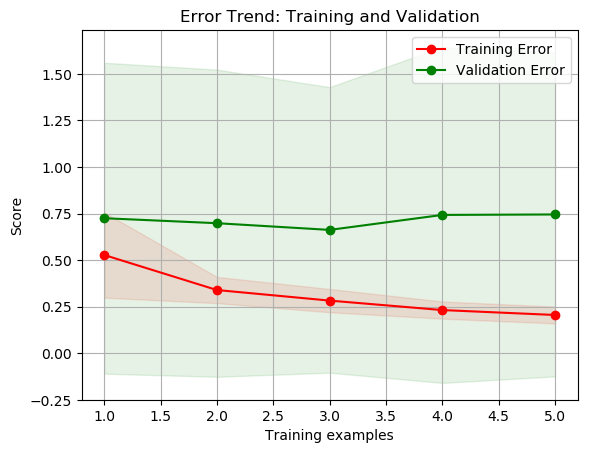 Error Trend: Training and Validation
Training Error
Validation Error
1.50
1.25
1.00
0.75
0.50
0.25
0.00
−0.25
Score
1.0 1.5 2.0 2.5 3.0 3.5 4.0 4.5 5.0
Training examples